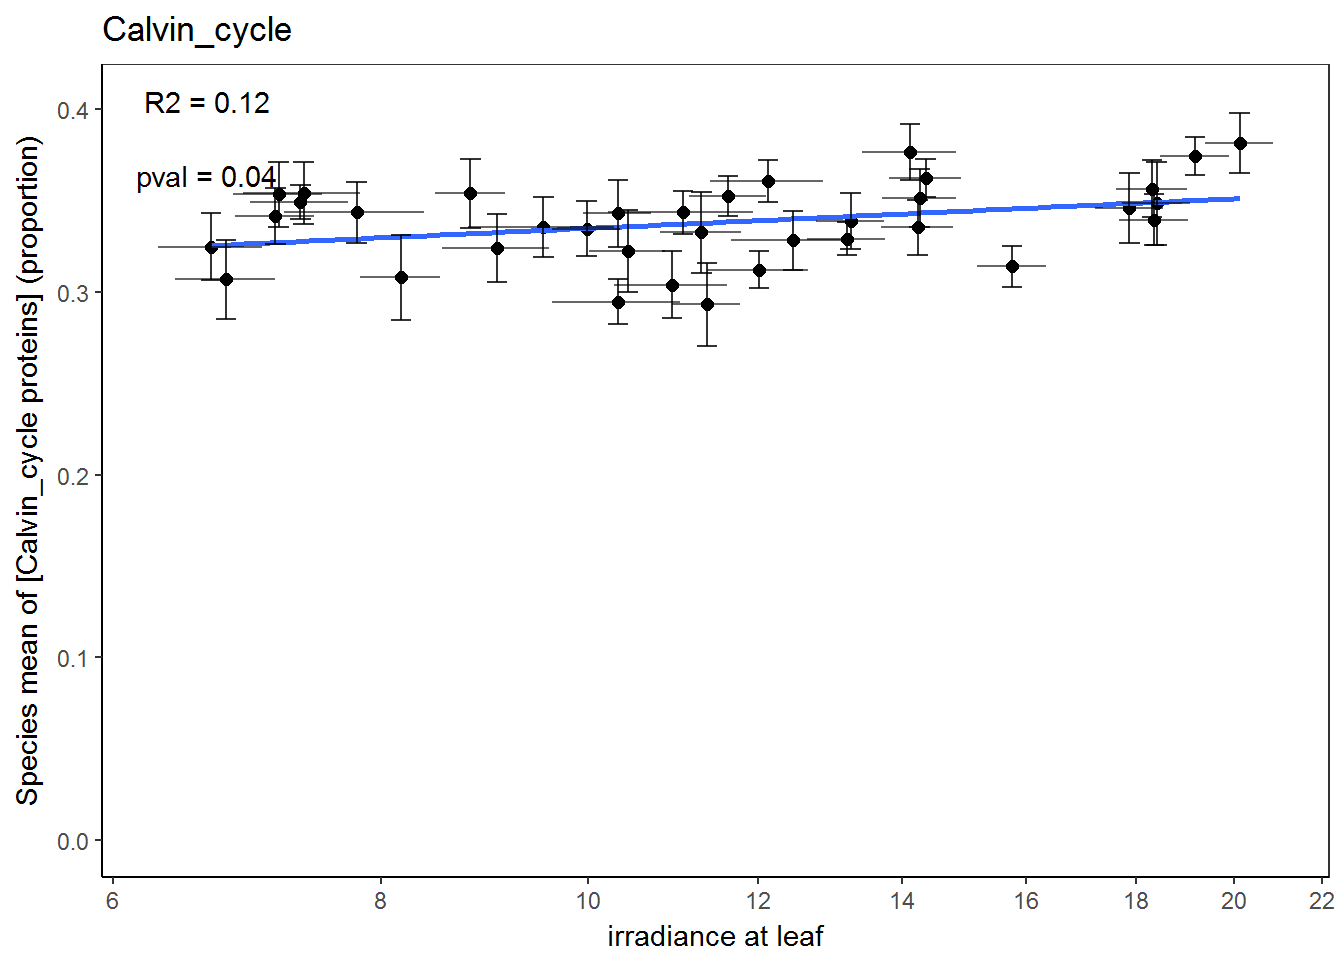 Calvin_cycle
R2 = 0.12
pval = 0.04
Species mean of [Calvin_cycle proteins] (proportion)
0.4
0.3
0.2
0.1
0.0
6 8 10 12 14 16 18 20 22
irradiance at leaf